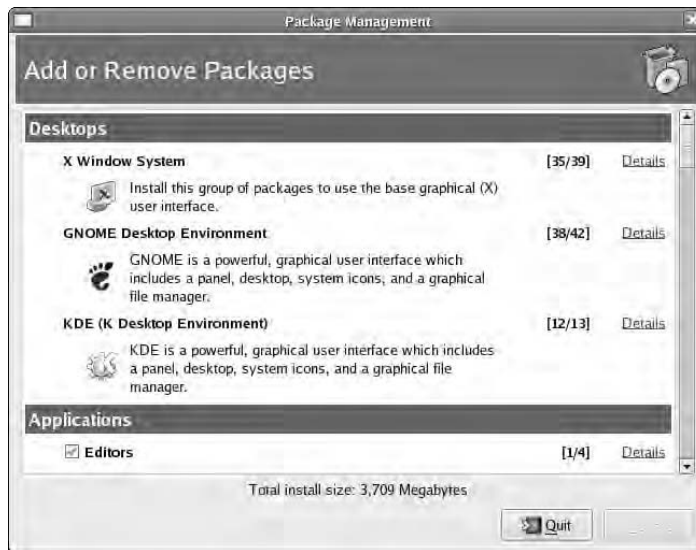 Package Management
Add or Remove Packages
Desktops
X Window System [35/39] Details
Install this group of packages to use the base graphical (X)
user interface.
GNOME Desktop Environment [38/42] Details
GNOME is a powerful, graphical user interface which
includes a panel, desktop, system icons, and a graphical
file manager.
KDE (K Desktop Environment) [12/13] Details
KDE is a powerful, graphical user interface which includes
a panel, desktop, system icons, and a graphical file
manager.
Applications
Editors [1/4] Details
Total install size: 3,709 Megabytes
Quit